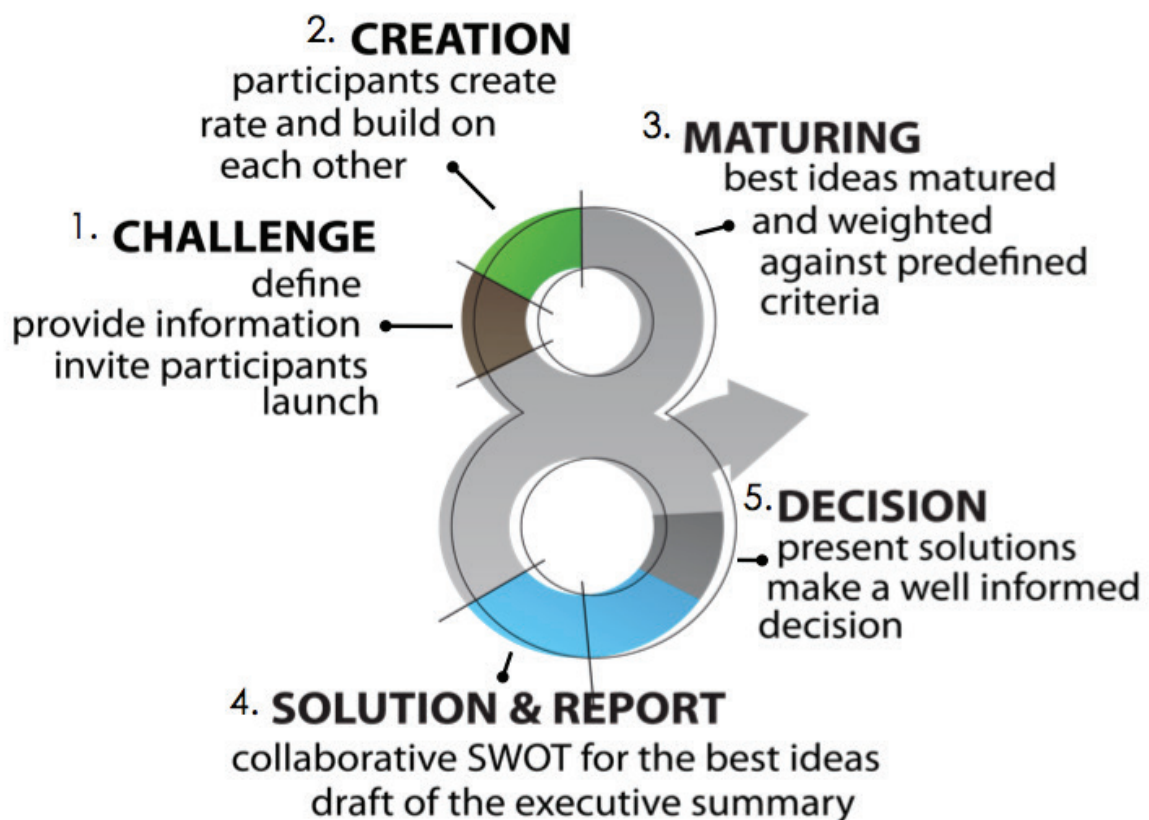 1. CHALLENGE
define
provide information
invite participants
launch
2. CREATION
participants create
rate and build on
each other
3. MATURING
best ideas matured
and weighted
against predefined
criteria
4. SOLUTION & REPORT
collaborative SWOT for the best ideas
draft of the executive summary
5. DECISION
present solutions
make a well informed
decision